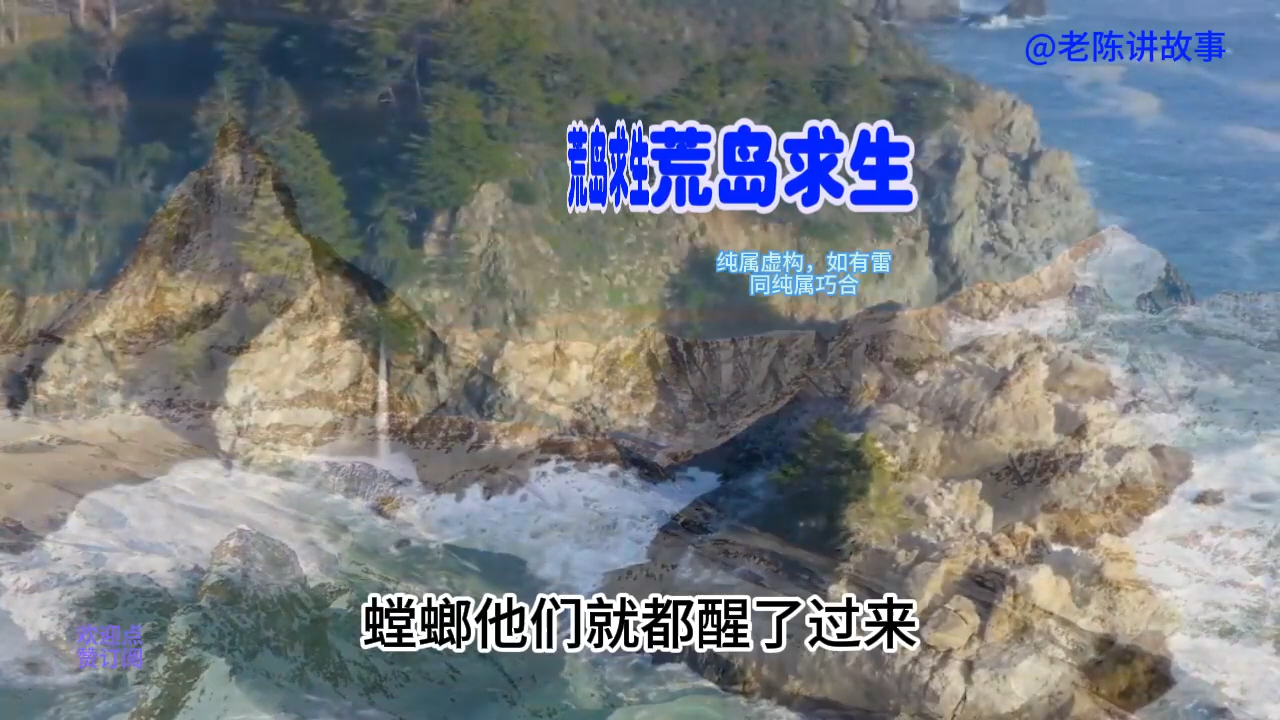 @老陈讲故事
荒岛求生荒岛求生
纯属虚构，如有雷
同纯属巧合
螳螂他们就都醒了过来
欢迎点
赞订阅